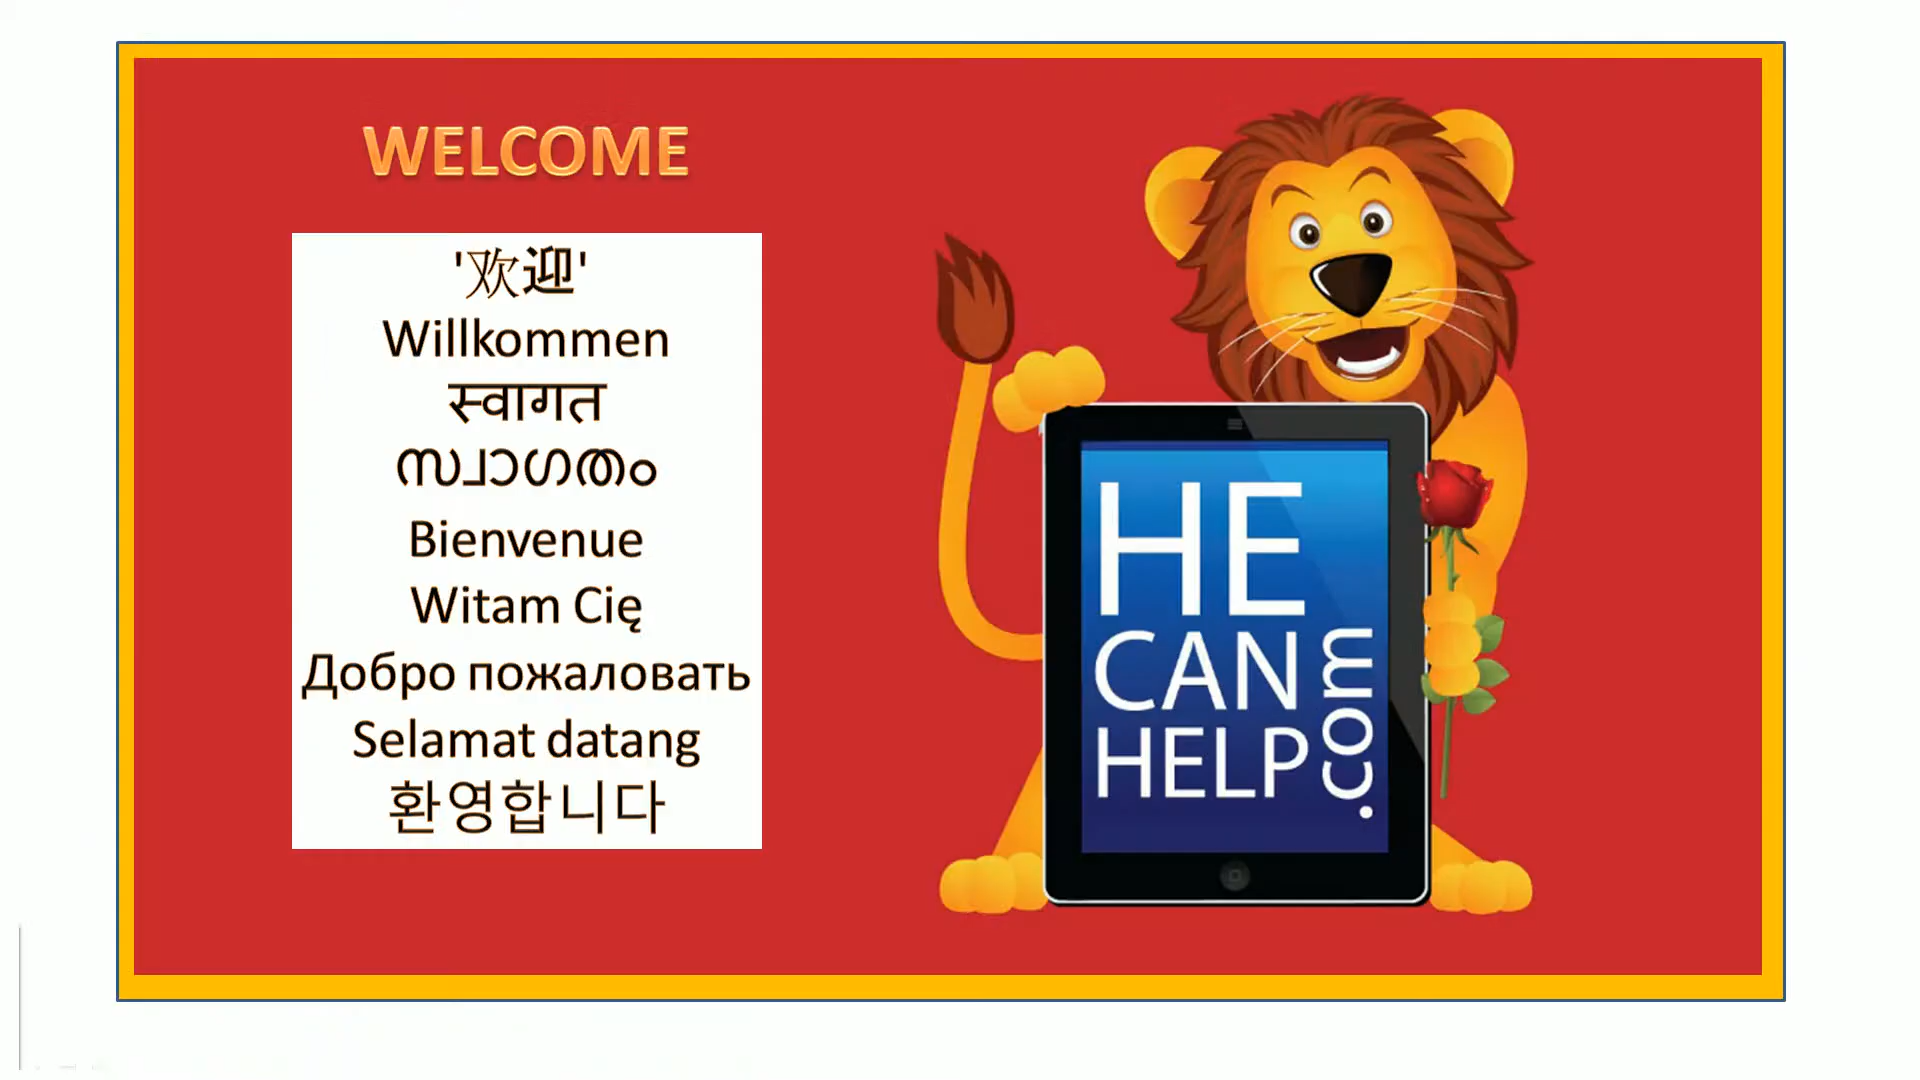 WELCOME
'欢迎'
Willkommen
स्वागत
സ്വാഗതം
Bienvenue
Witam Cię
Добро пожаловать
Selamat datang
환영합니다
HE
CAN
HELP
.com